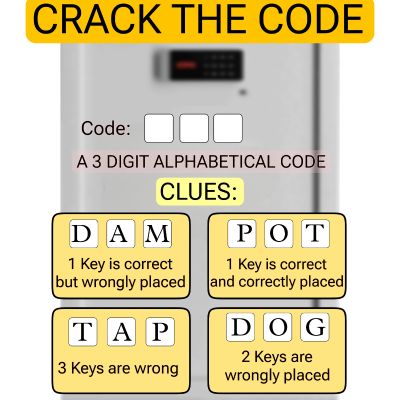 CRACK THE CODE
Code:
A 3 DIGIT ALPHABETICAL CODE
CLUES:
D A M
1 Key is correct
but wrongly placed
P O T
1 Key is correct
and correctly placed
T A P
3 Keys are wrong
D O G
2 Keys are
wrongly placed